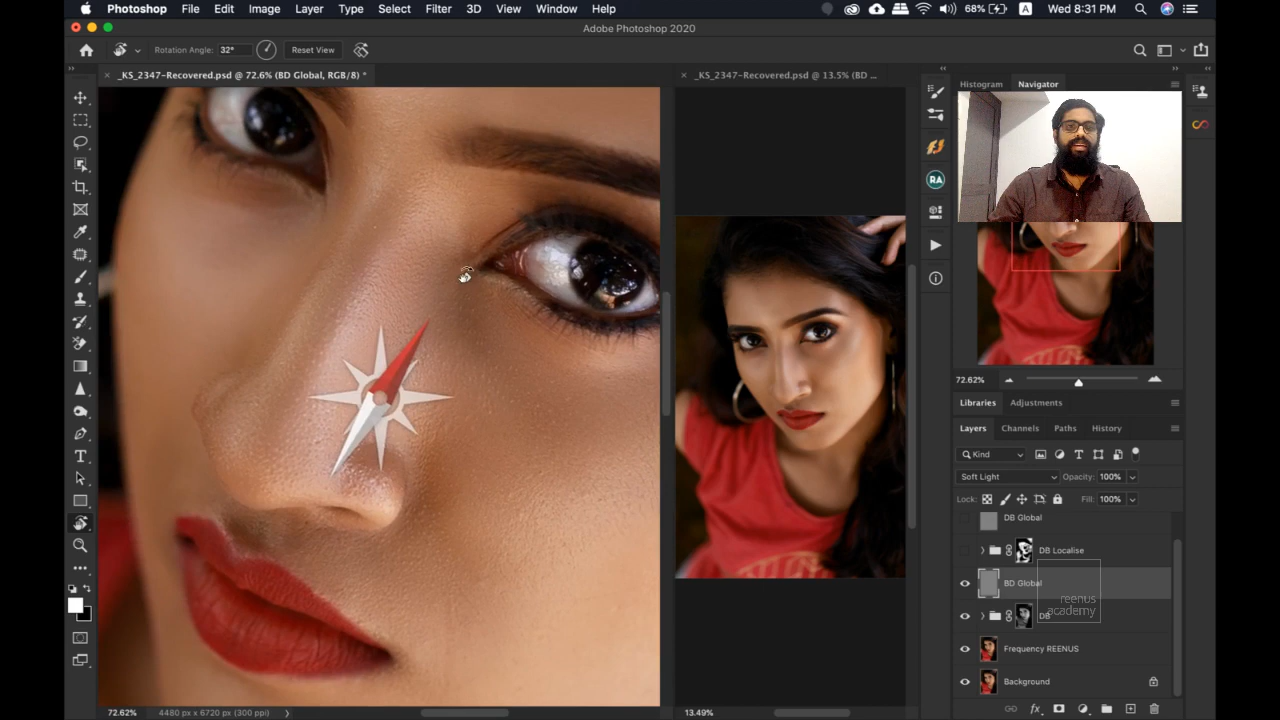 Photoshop File Edit Image Layer Type Select Filter 3D View Window Help 68% A Wed 8:31 PM
Adobe Photoshop 2020
Rotation Angle: 32° Reset View
_KS_2347-Recovered.psd @ 72.6% (BD Global, RGB/8) *
_KS_2347-Recovered.psd @ 13.5% (BD ...
Histogram Navigator
RA
72.62%
Libraries Adjustments
Layers Channels Paths History
Kind
Soft Light Opacity: 100%
Lock: Fill: 100%
DB Global
DB Localise
BD Global
reenus
academy
DB
Frequency REENUS
Background
fx
72.62% 4480 px x 6720 px (300 ppi)
13.49%